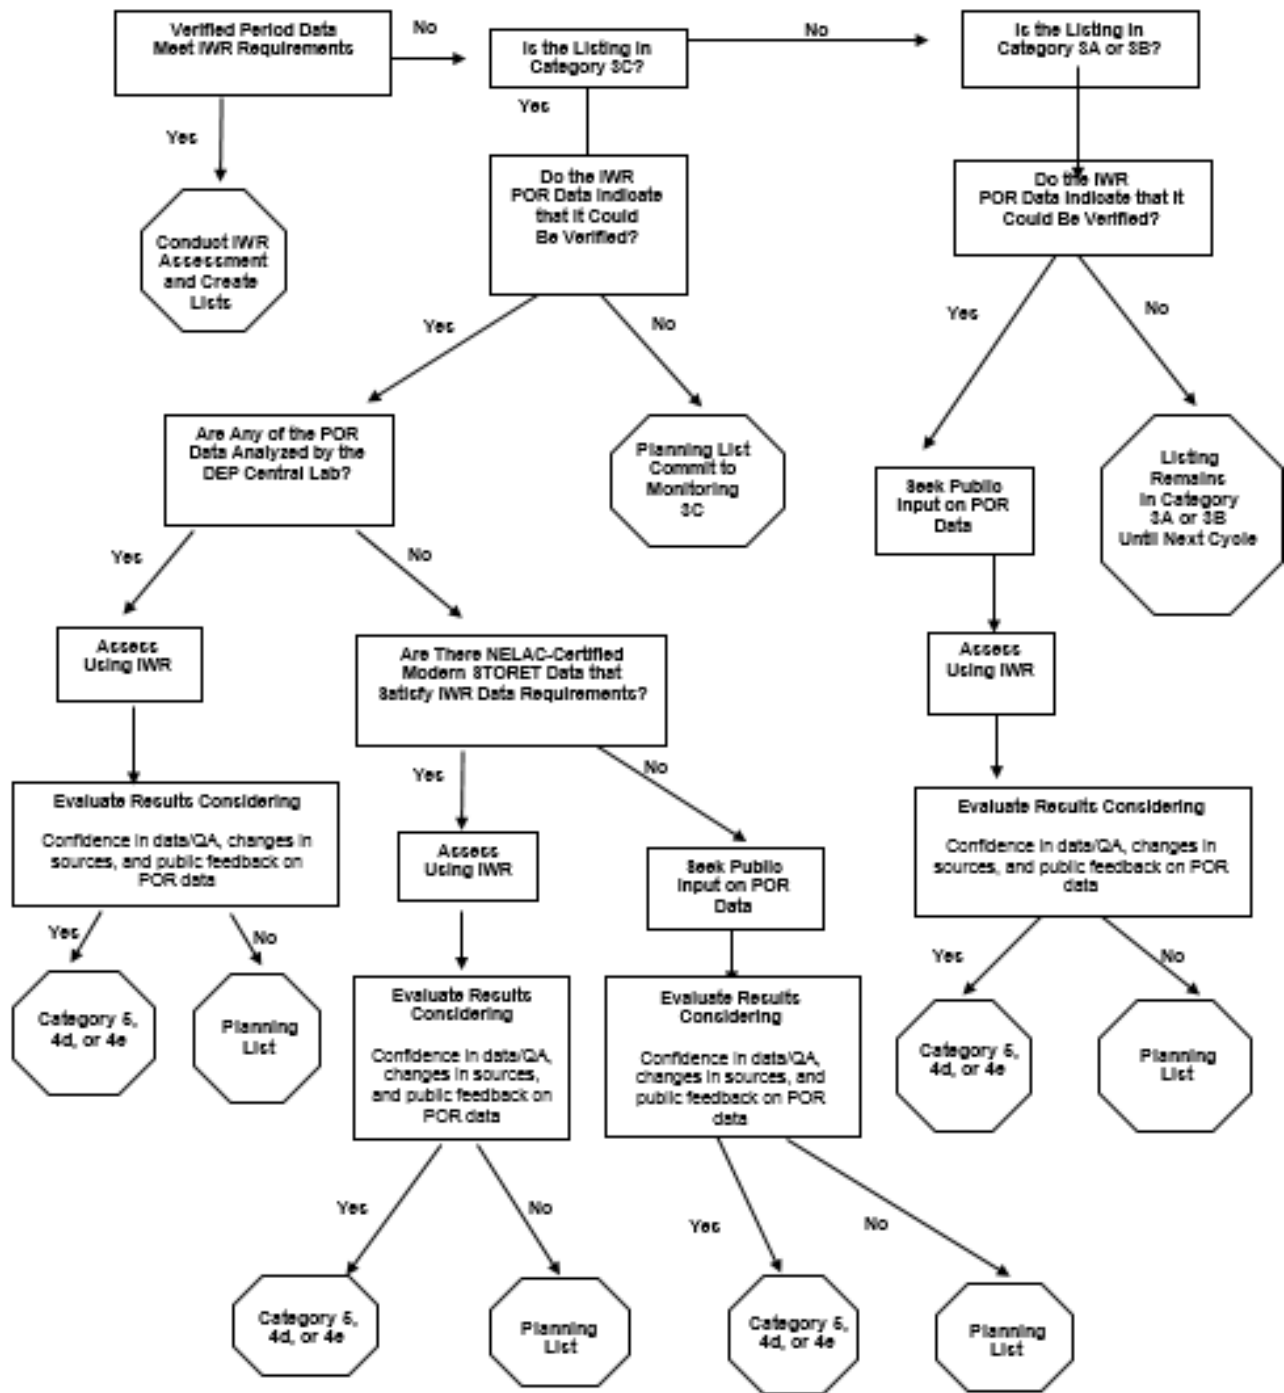 Verified Period Data
Meet IWR Requirements
No
Is the Listing in
Category 3C?
No
Is the Listing in
Category 3A or 3B?
Yes
Yes
Conduct IWR
Assessment
and Create
Lists
Do the IWR
POR Data Indicate
that It Could
Be Verified?
Do the IWR
POR Data Indicate that It
Could Be Verified?
Yes
No
Yes
No
Are Any of the POR
Data Analyzed by the
DEP Central Lab?
Planning List
Commit to
Monitoring
3C
Seek Public
Input on POR
Data
Listing
Remains
In Category
3A or 3B
Until Next Cycle
Yes
No
Assess
Using IWR
Are There NELAC-Certified
Modern STORET Data that
Satisfy IWR Data Requirements?
Assess
Using IWR
Yes
No
Evaluate Results Considering
Confidence in data/QA, changes in
sources, and public feedback on
POR data
Assess
Using IWR
Seek Public
Input on POR
Data
Evaluate Results Considering
Confidence in data/QA, changes in
sources, and public feedback on POR
data
Yes
No
Category 5,
4d, or 4e
Planning
List
Evaluate Results
Considering
Confidence in data/QA,
changes in sources,
and public feedback on
POR data
Evaluate Results
Considering
Confidence in data/QA,
changes in sources, and
public feedback on POR
data
Yes
No
Category 5,
4d, or 4e
Planning
List
Yes
No
Yes
No
Category 5,
4d, or 4e
Planning
List
Category 5,
4d, or 4e
Planning
List